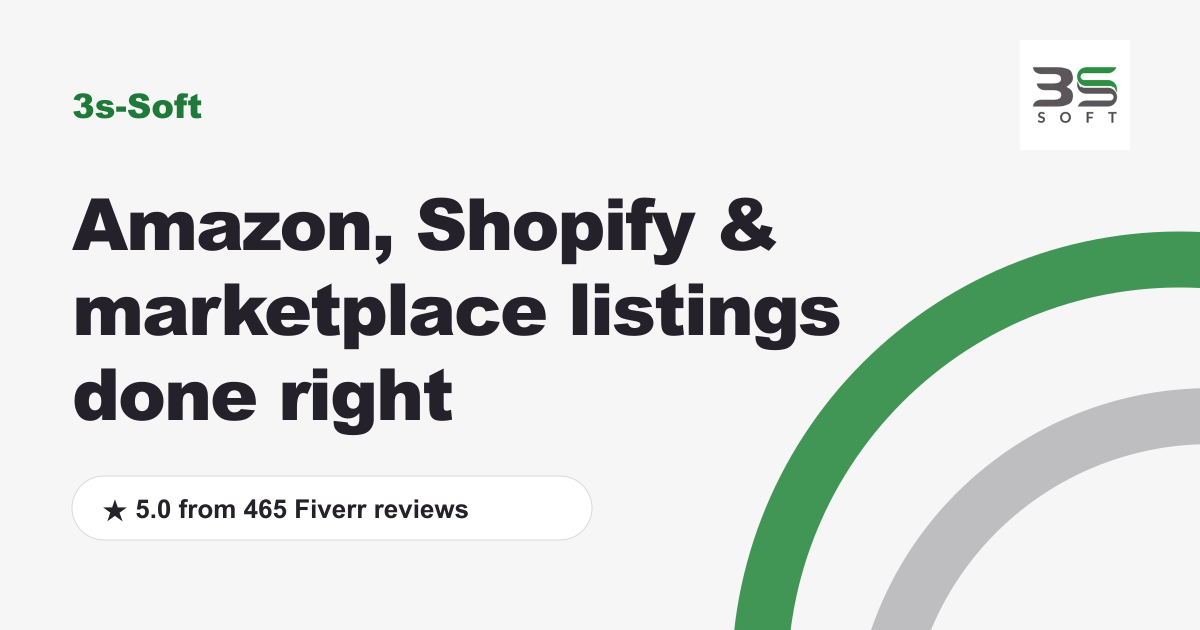 3s-Soft
3S
SOFT
Amazon, Shopify &
marketplace listings
done right
★ 5.0 from 465 Fiverr reviews